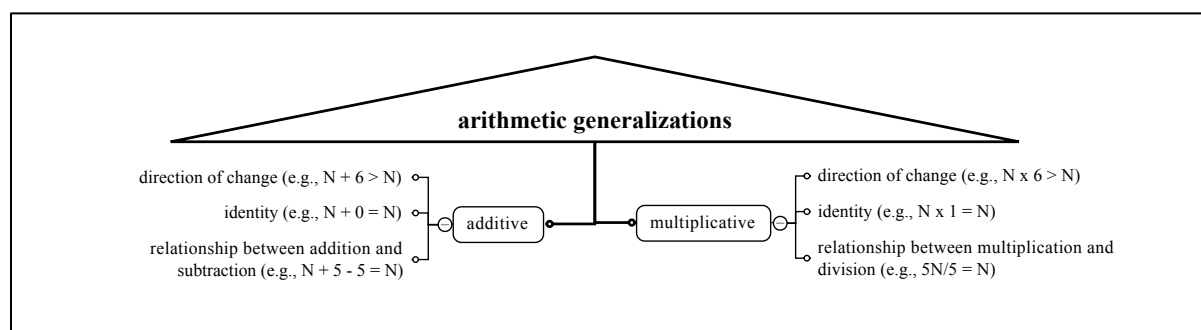 arithmetic generalizations
direction of change (e.g., N + 6 > N)
identity (e.g., N + 0 = N)
relationship between addition and
subtraction (e.g., N + 5 - 5 = N)
additive
multiplicative
direction of change (e.g., N x 6 > N)
identity (e.g., N x 1 = N)
relationship between multiplication and
division (e.g., 5N/5 = N)